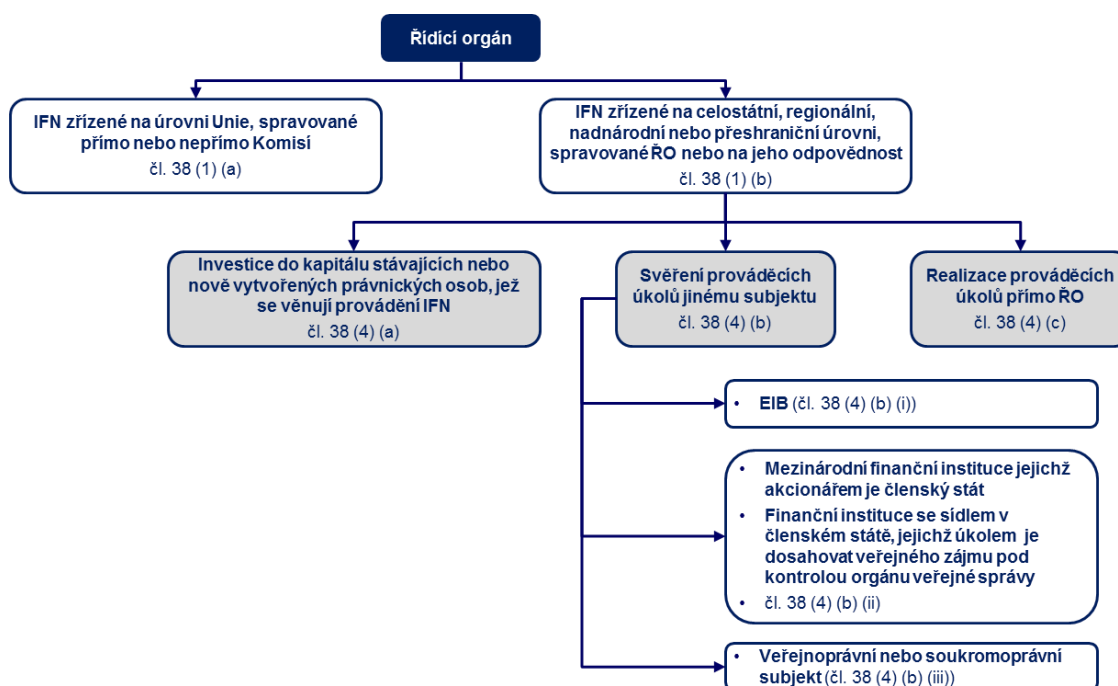 Řídící orgán
IFN zřízené na úrovni Unie, spravované
přímo nebo nepřímo Komisí
čl. 38 (1) (a)
IFN zřízené na celostátní, regionální,
nadnárodní nebo přeshraniční úrovni,
spravované ŘO nebo na jeho odpovědnost
čl. 38 (1) (b)
Investice do kapitálu stávajících nebo
nově vytvořených právnických osob, jež
se věnují provádění IFN
čl. 38 (4) (a)
Svěření prováděcích
úkolů jinému subjektu
čl. 38 (4) (b)
Realizace prováděcích
úkolů přímo ŘO
čl. 38 (4) (c)
• EIB (čl. 38 (4) (b) (i))
• Mezinárodní finanční instituce jejichž
akcionářem je členský stát
• Finanční instituce se sídlem v
členském státě, jejichž úkolem je
dosahovat veřejného zájmu pod
kontrolou orgánu veřejné správy
• čl. 38 (4) (b) (ii)
• Veřejnoprávní nebo soukromoprávní
subjekt (čl. 38 (4) (b) (iii))